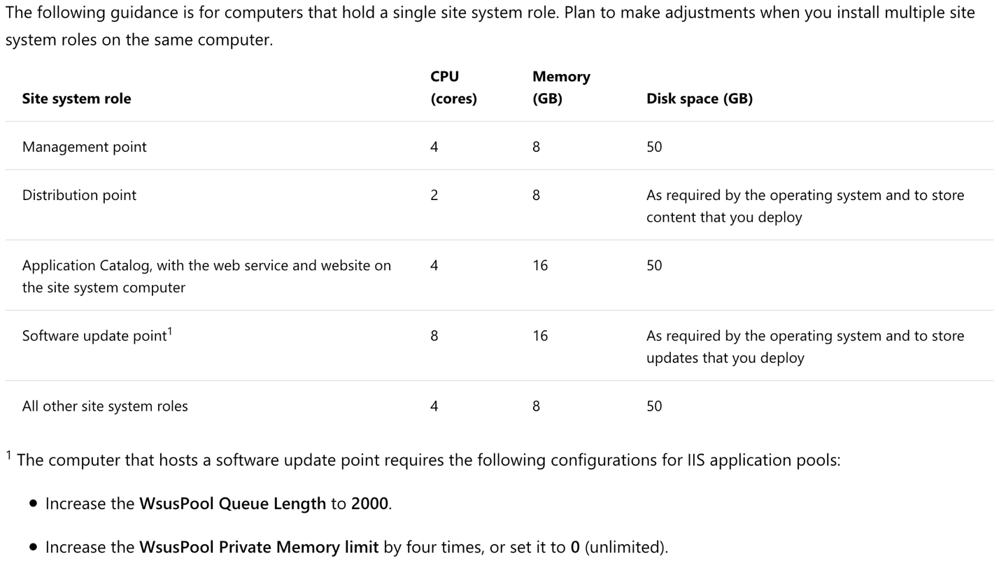 The following guidance is for computers that hold a single site system role. Plan to make adjustments when you install multiple site
system roles on the same computer.
Site system role CPU (cores) Memory (GB) Disk space (GB)
Management point 4 8 50
Distribution point 2 8 As required by the operating system and to store
content that you deploy
Application Catalog, with the web service and website on 4 16 50
the site system computer
Software update point¹ 8 16 As required by the operating system and to store
updates that you deploy
All other site system roles 4 8 50
¹ The computer that hosts a software update point requires the following configurations for IIS application pools:
• Increase the WsusPool Queue Length to 2000.
• Increase the WsusPool Private Memory limit by four times, or set it to 0 (unlimited).